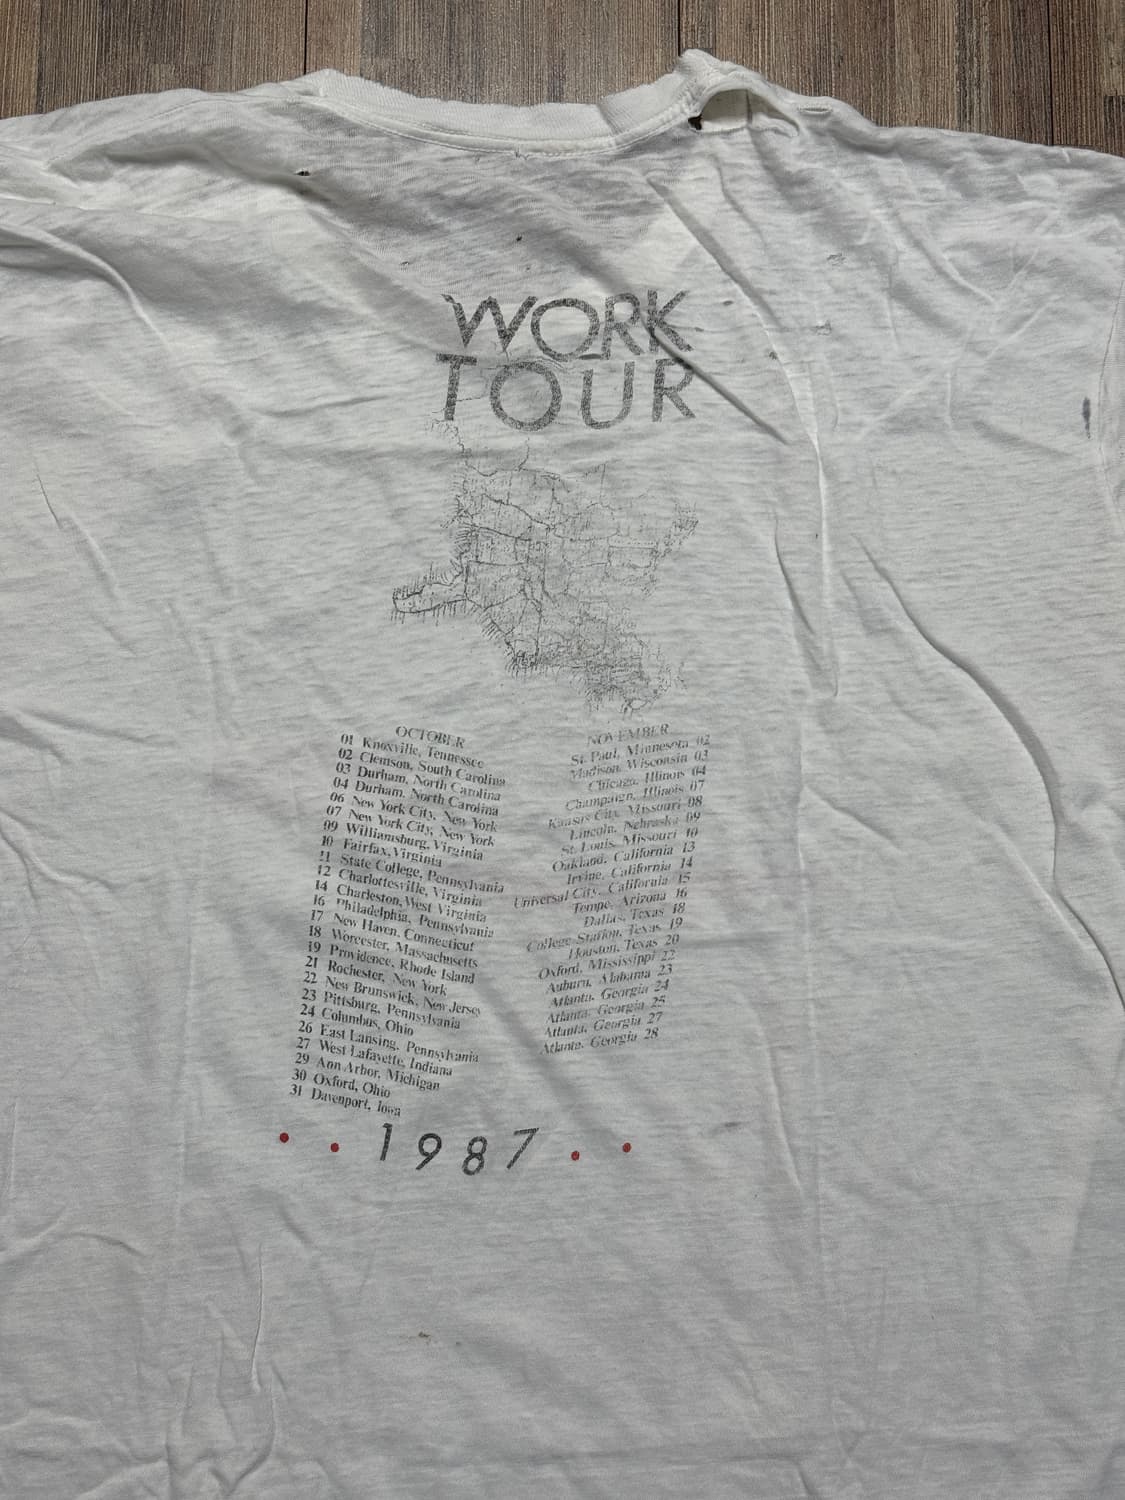 WORK
TOUR
OCTOBER
01 Knoxville, Tennessee
02 Clemson, South Carolina
03 Durham, North Carolina
04 Durham, North Carolina
06 New York City, New York
07 New York City, New York
09 Williamsburg, Virginia
10 Fairfax, Virginia
11 State College, Pennsylvania
12 Charlottesville, Virginia
14 Charleston, West Virginia
16 Philadelphia, Pennsylvania
17 New Haven, Connecticut
18 Worcester, Massachusetts
19 Providence, Rhode Island
21 Rochester, New York
22 New Brunswick, New Jersey
23 Pittsburg, Pennsylvania
24 Columbus, Ohio
26 East Lansing, Pennsylvania
27 West Lafayette, Indiana
29 Ann Arbor, Michigan
30 Oxford, Ohio
31 Davenport, Iowa
NOVEMBER
St. Paul, Minnesota 02
Madison, Wisconsin 03
Chicago, Illinois 04
Champaign, Illinois 07
Kansas City, Missouri 08
Lincoln, Nebraska 09
St. Louis, Missouri 10
Oakland, California 13
Irvine, California 14
Universal City, California 15
Tempe, Arizona 16
Dallas, Texas 18
College Station, Texas 19
Houston, Texas 20
Oxford, Mississippi 22
Auburn, Alabama 23
Atlanta, Georgia 24
Atlanta, Georgia 25
Atlanta, Georgia 27
Atlanta, Georgia 28
1987